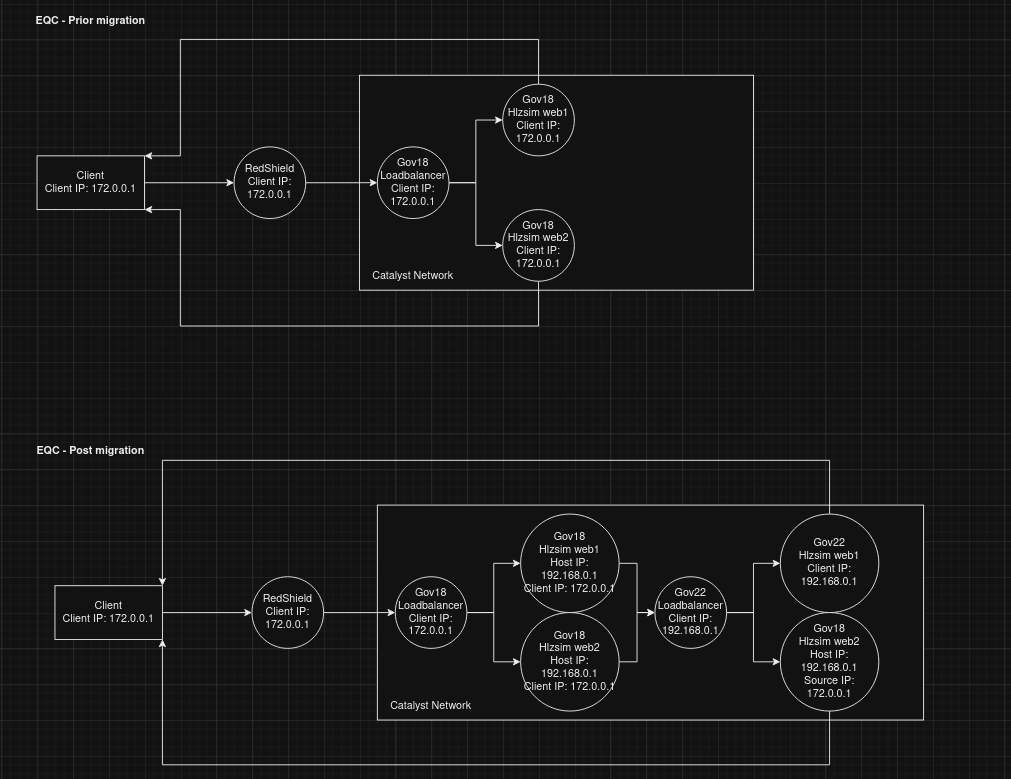 EQC - Prior migration
Gov18
Hlzsim web1
Client IP:
172.0.0.1
Client
Client IP: 172.0.0.1
RedShield
Client IP:
172.0.0.1
Gov18
Loadbalancer
Client IP:
172.0.0.1
Gov18
Hlzsim web2
Client IP:
172.0.0.1
Catalyst Network
EQC - Post migration
Client
Client IP: 172.0.0.1
RedShield
Client IP:
172.0.0.1
Gov18
Loadbalancer
Client IP:
172.0.0.1
Gov18
Hlzsim web1
Host IP:
192.168.0.1
Client IP: 172.0.0.1
Gov18
Hlzsim web2
Host IP:
192.168.0.1
Client IP: 172.0.0.1
Gov22
Loadbalancer
Client IP:
192.168.0.1
Gov22
Hlzsim web1
Client IP:
192.168.0.1
Gov18
Hlzsim web2
Host IP:
192.168.0.1
Source IP:
172.0.0.1
Catalyst Network